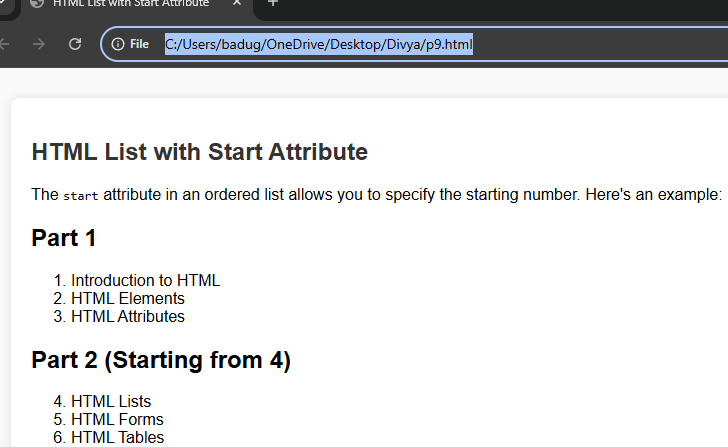 HTML List with Start Attribute
File C:/Users/badug/OneDrive/Desktop/Divya/p9.html
HTML List with Start Attribute
The start attribute in an ordered list allows you to specify the starting number. Here's an example:
Part 1
1. Introduction to HTML
2. HTML Elements
3. HTML Attributes
Part 2 (Starting from 4)
4. HTML Lists
5. HTML Forms
6. HTML Tables